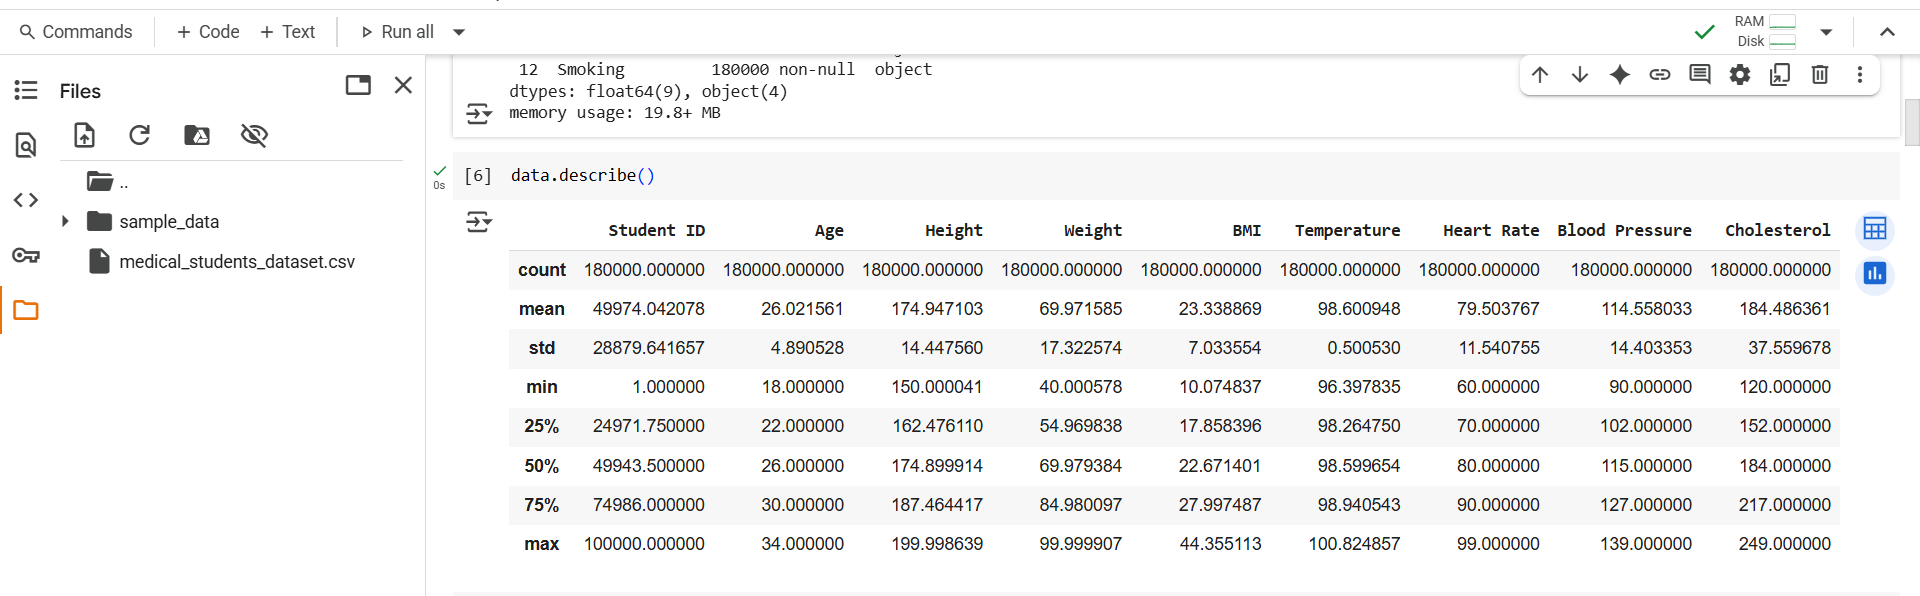 Commands
+ Code
+ Text
Run all
RAM
Disk
Files
..
sample_data
medical_students_dataset.csv
12 Smoking 180000 non-null object
dtypes: float64(9), object(4)
memory usage: 19.8+ MB
0s
[6] data.describe()
Student ID Age Height Weight BMI Temperature Heart Rate Blood Pressure Cholesterol
count 180000.000000 180000.000000 180000.000000 180000.000000 180000.000000 180000.000000 180000.000000 180000.000000 180000.000000
mean 49974.042078 26.021561 174.947103 69.971585 23.338869 98.600948 79.503767 114.558033 184.486361
std 28879.641657 4.890528 14.447560 17.322574 7.033554 0.500530 11.540755 14.403353 37.559678
min 1.000000 18.000000 150.000041 40.000578 10.074837 96.397835 60.000000 90.000000 120.000000
25% 24971.750000 22.000000 162.476110 54.969838 17.858396 98.264750 70.000000 102.000000 152.000000
50% 49943.500000 26.000000 174.899914 69.979384 22.671401 98.599654 80.000000 115.000000 184.000000
75% 74986.000000 30.000000 187.464417 84.980097 27.997487 98.940543 90.000000 127.000000 217.000000
max 100000.000000 34.000000 199.998639 99.999907 44.355113 100.824857 99.000000 139.000000 249.000000